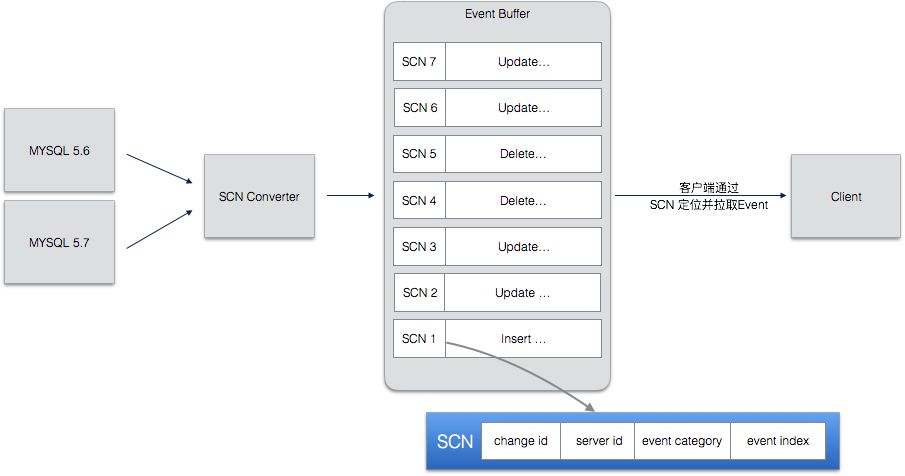 Event Buffer
SCN 7 Update…
SCN 6 Update…
SCN 5 Delete…
SCN 4 Delete…
SCN 3 Update…
SCN 2 Update …
SCN 1 Insert …
MYSQL 5.6
MYSQL 5.7
SCN Converter
客户端通过
SCN 定位并拉取Event
Client
SCN change id server id event category event index